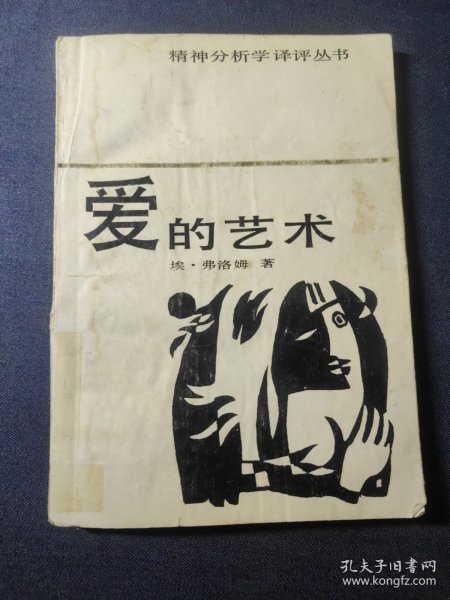 精神分析学译评丛书
爱的艺术
埃·弗洛姆 著
孔夫子旧书网
www.kongfz.com